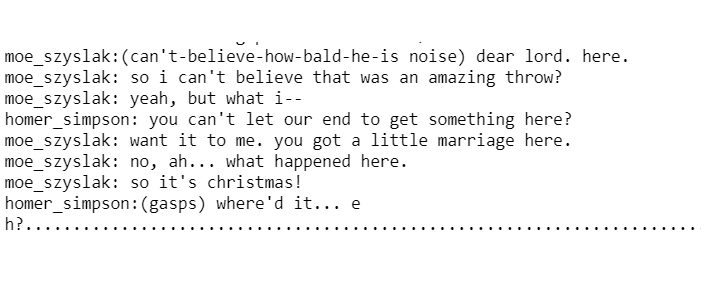 moe_szyslak:(can't-believe-how-bald-he-is noise) dear lord. here.
moe_szyslak: so i can't believe that was an amazing throw?
moe_szyslak: yeah, but what i--
homer_simpson: you can't let our end to get something here?
moe_szyslak: want it to me. you got a little marriage here.
moe_szyslak: no, ah... what happened here.
moe_szyslak: so it's christmas!
homer_simpson:(gasps) where'd it... e
h?......................................................................